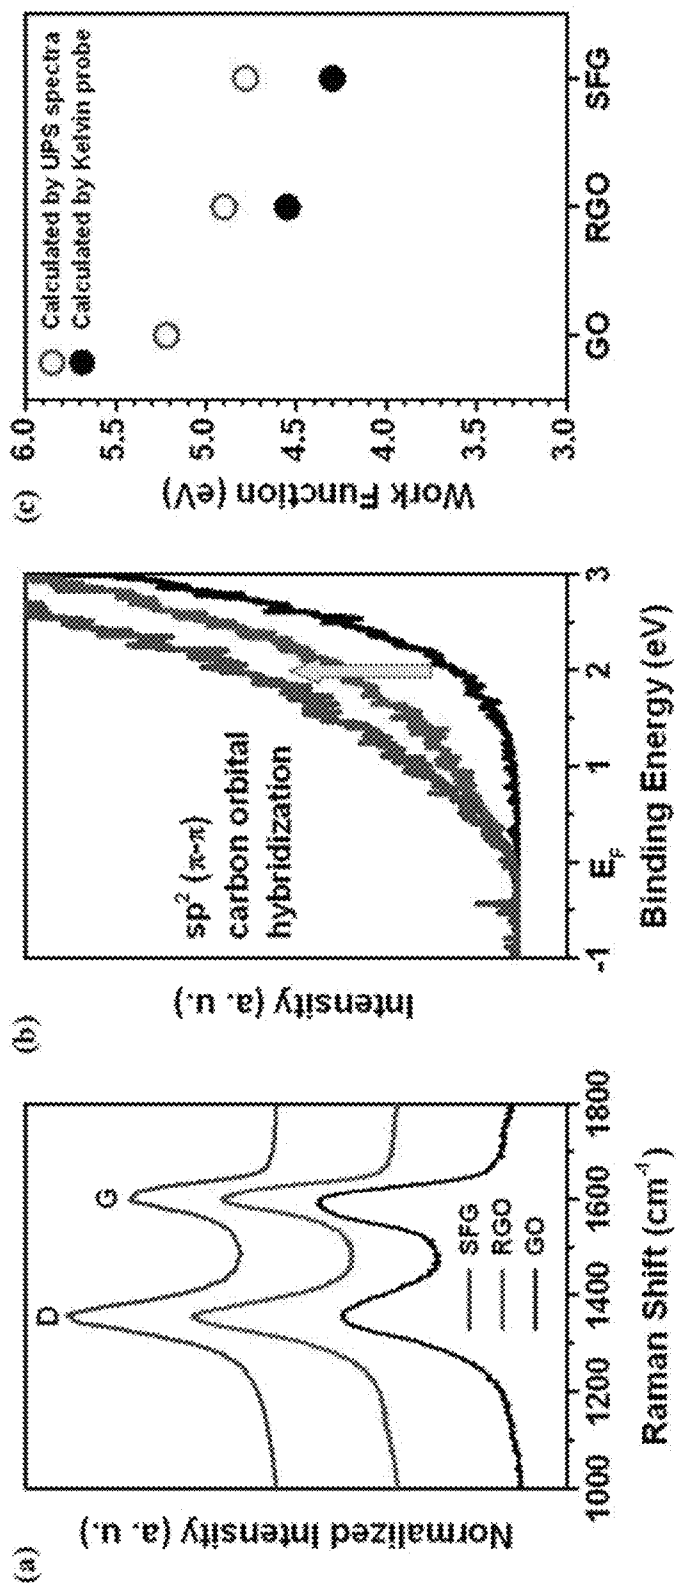 (a)
Normalized Intensity (a. u.)
D
G
SFG
RGO
GO
1000 1200 1400 1600 1800
Raman Shift (cm⁻¹)
(b)
Intensity (a. u.)
sp² (π-π)
carbon orbital
hybridization
-1 E_F 1 2 3
Binding Energy (eV)
(c)
Work Function (eV)
6.0
5.5
5.0
4.5
4.0
3.5
3.0
Calculated by UPS spectra
Calculated by Kelvin probe
GO RGO SFG